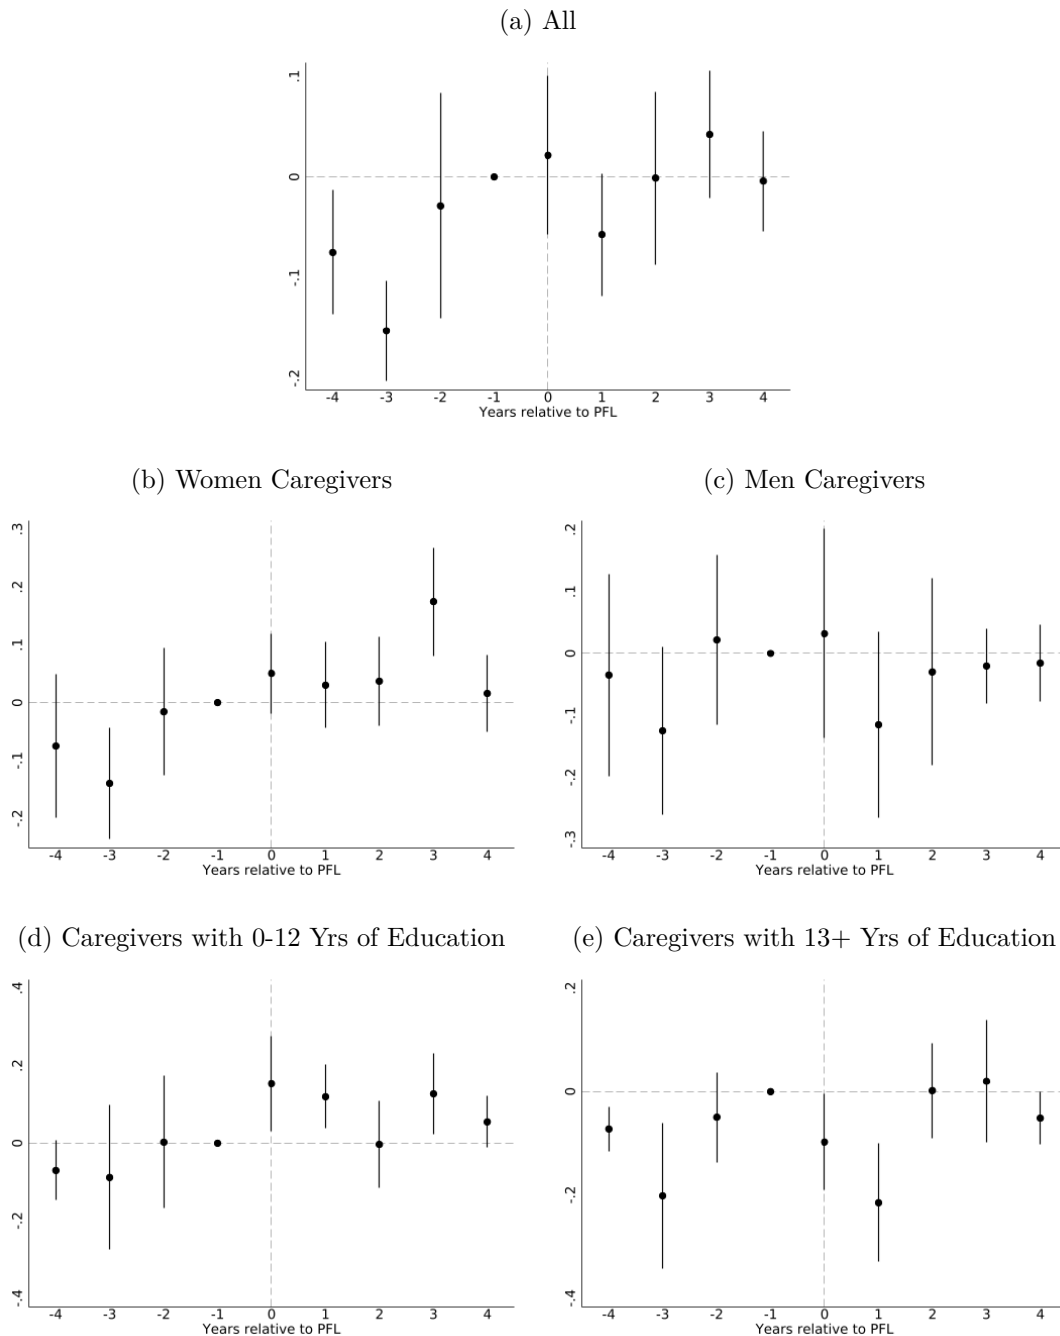 (a) All
.1
0
-.1
-.2
-4 -3 -2 -1 0 1 2 3 4
Years relative to PFL
(b) Women Caregivers
.3
.2
.1
0
-.1
-.2
-4 -3 -2 -1 0 1 2 3 4
Years relative to PFL
(c) Men Caregivers
.2
.1
0
-.1
-.2
-.3
-4 -3 -2 -1 0 1 2 3 4
Years relative to PFL
(d) Caregivers with 0-12 Yrs of Education
.4
.2
0
-.2
-.4
-4 -3 -2 -1 0 1 2 3 4
Years relative to PFL
(e) Caregivers with 13+ Yrs of Education
.2
0
-.2
-.4
-4 -3 -2 -1 0 1 2 3 4
Years relative to PFL